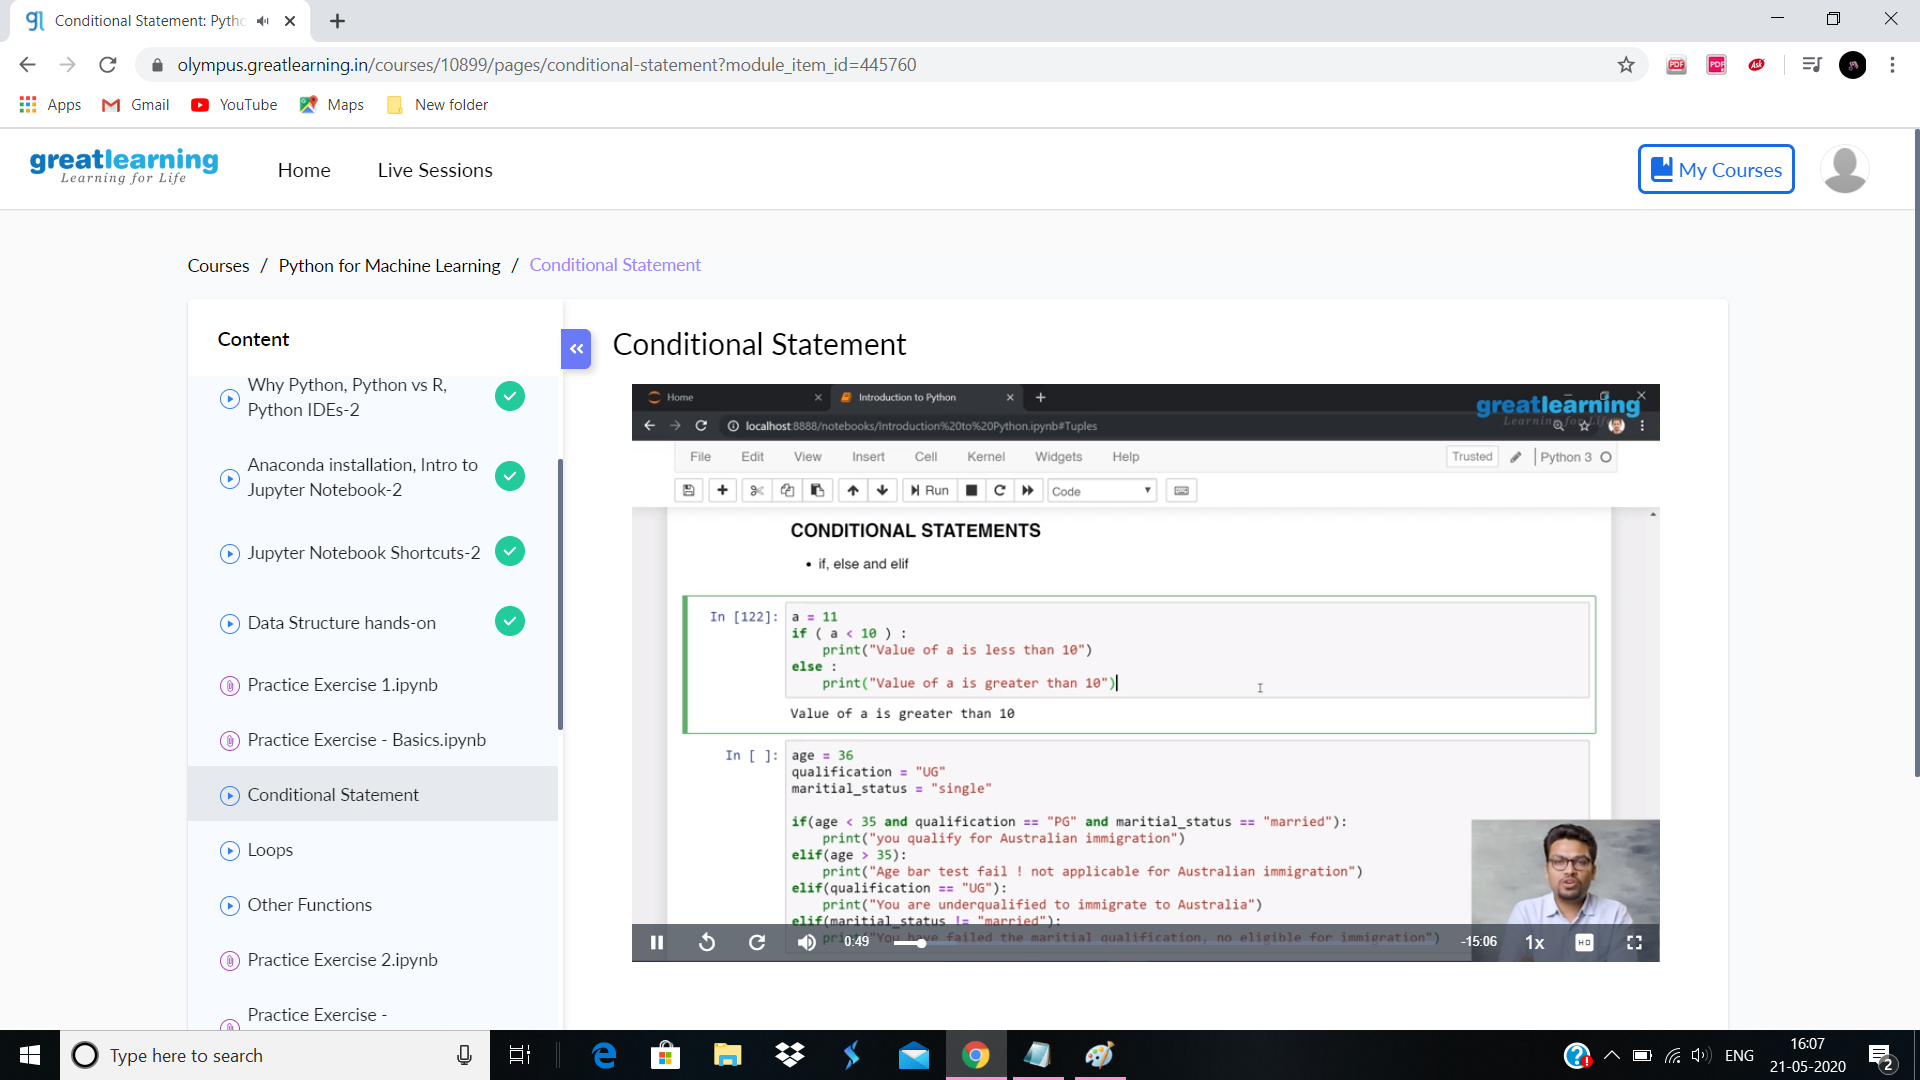 Conditional Statement: Pytho
olympus.greatlearning.in/courses/10899/pages/conditional-statement?module_item_id=445760
PDF
PDF
Ask
Apps
Gmail
YouTube
Maps
New folder
greatlearning
Learning for Life
Home
Live Sessions
My Courses
Courses / Python for Machine Learning / Conditional Statement
Content
Why Python, Python vs R,
Python IDEs-2
Anaconda installation, Intro to
Jupyter Notebook-2
Jupyter Notebook Shortcuts-2
Data Structure hands-on
Practice Exercise 1.ipynb
Practice Exercise - Basics.ipynb
Conditional Statement
Loops
Other Functions
Practice Exercise 2.ipynb
Practice Exercise -
Conditional Statement
Home
Introduction to Python
greatlearning
Learning for Life
localhost:8888/notebooks/Introduction%20to%20Python.ipynb#Tuples
File Edit View Insert Cell Kernel Widgets Help
Trusted
Python 3
Run
Code
CONDITIONAL STATEMENTS
• if, else and elif
In [122]: a = 11
if ( a < 10 ) :
print("Value of a is less than 10")
else :
print("Value of a is greater than 10")
Value of a is greater than 10
In [ ]: age = 36
qualification = "UG"
maritial_status = "single"
if(age < 35 and qualification == "PG" and maritial_status == "married"):
print("you qualify for Australian immigration")
elif(age > 35):
print("Age bar test fail ! not applicable for Australian immigration")
elif(qualification == "UG"):
print("You are underqualified to immigrate to Australia")
elif(maritial_status != "married"):
print("You have failed the maritial qualification, no eligible for immigration")
0:49
-15:06
1x
HD
Type here to search
ENG
16:07
21-05-2020
2